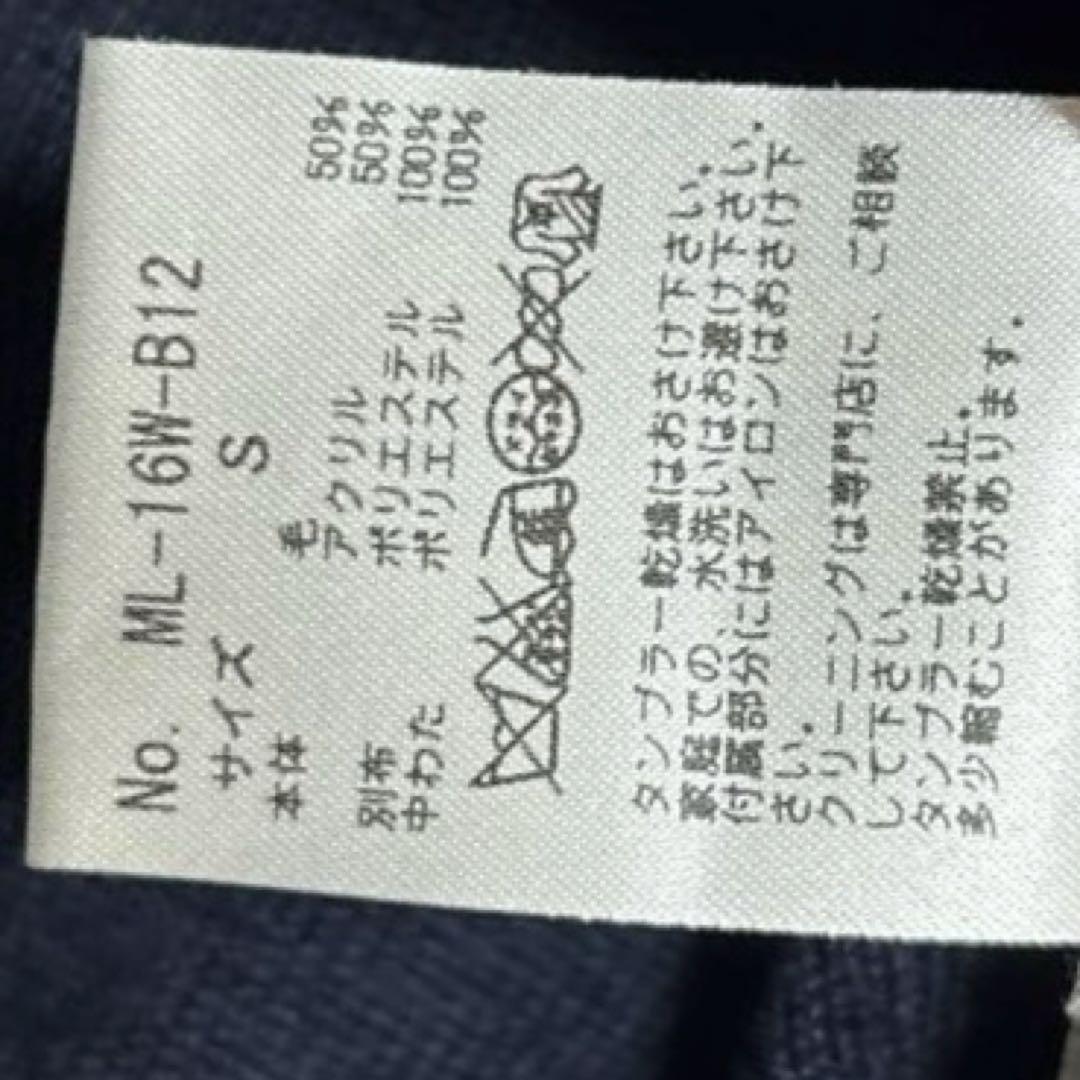 No. ML-16W-B12
サイズ S
本体 毛 50%
アクリル 50%
別布 ポリエステル 100%
中わた ポリエステル 100%
タンブラー乾燥はおさけ下さい。
家庭での水洗いはお避け下さい。
付属部分にはアイロンはおさけ下
さい。
クリーニングは専門店に、ご相談
して下さい。
タンブラー乾燥禁止。
多少縮むことがあります。